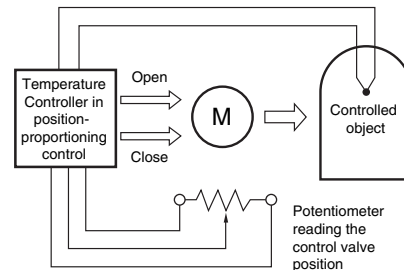 Temperature
Controller in
position-
proportioning
control
Open
Close
M
Controlled
object
Potentiometer
reading the
control valve
position